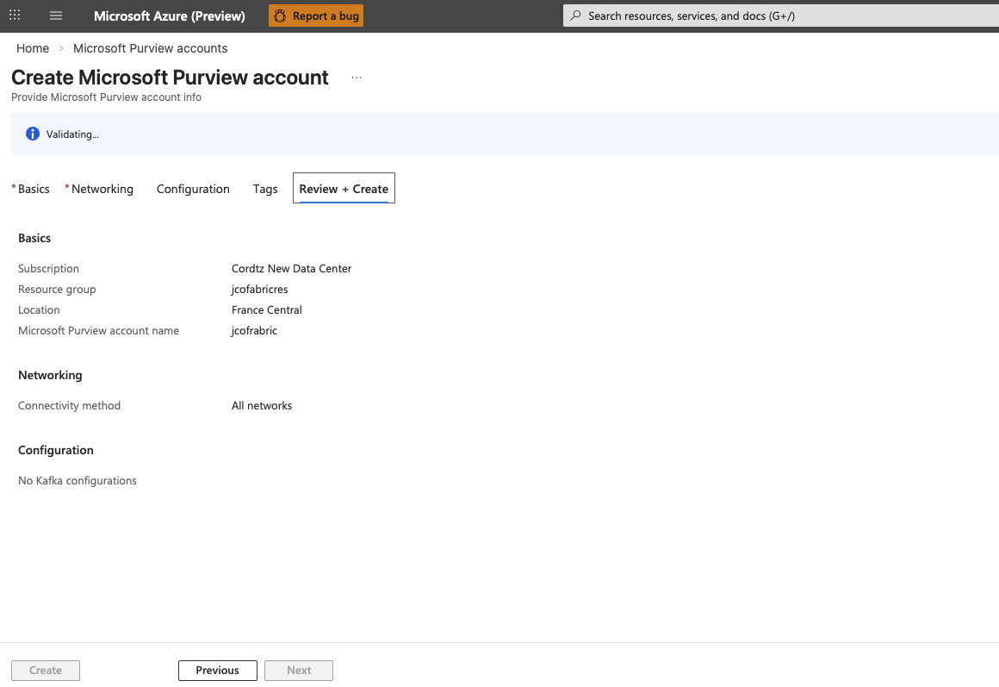 Microsoft Azure (Preview)
Report a bug
Search resources, services, and docs (G+/)
Home > Microsoft Purview accounts
Create Microsoft Purview account ...
Provide Microsoft Purview account info
Validating...
* Basics * Networking Configuration Tags Review + Create
Basics
Subscription Cordtz New Data Center
Resource group jcofabricres
Location France Central
Microsoft Purview account name jcofrabric
Networking
Connectivity method All networks
Configuration
No Kafka configurations
Create Previous Next